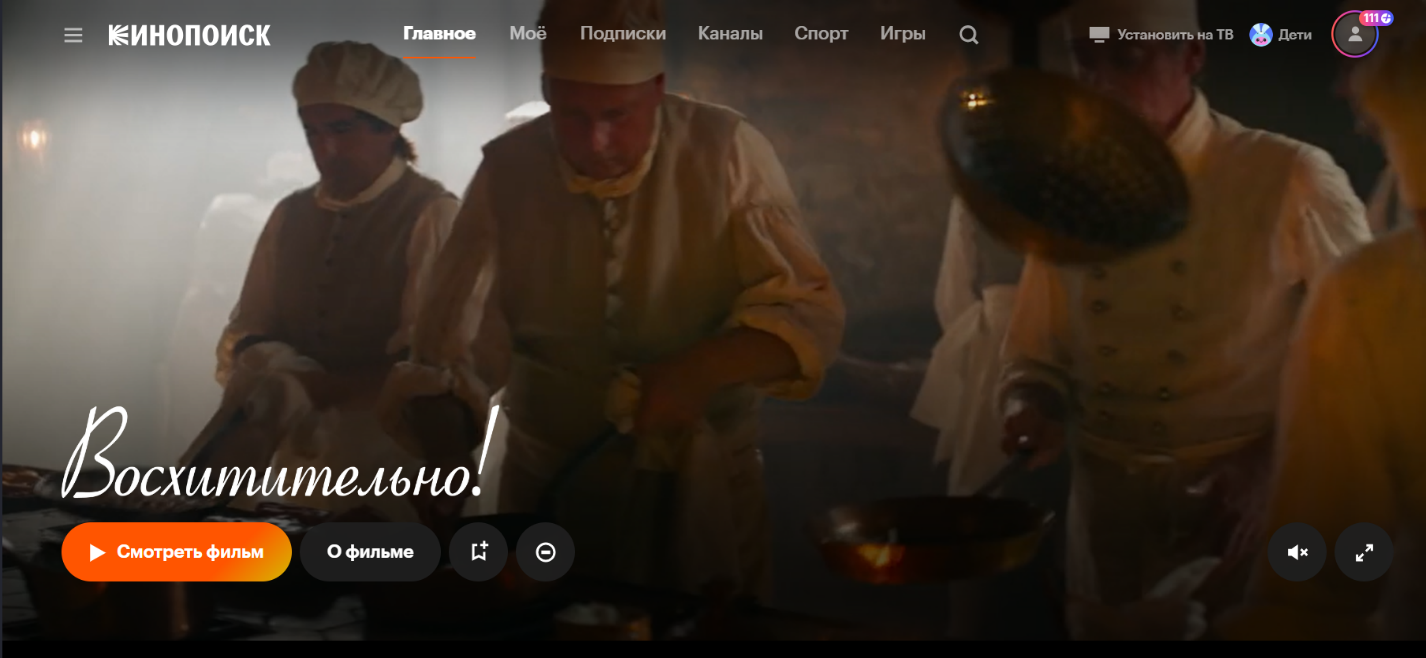 КИНОПОИСК
Главное Моё Подписки Каналы Спорт Игры
Установить на ТВ Дети 111
Восхитительно!
Смотреть фильм О фильме